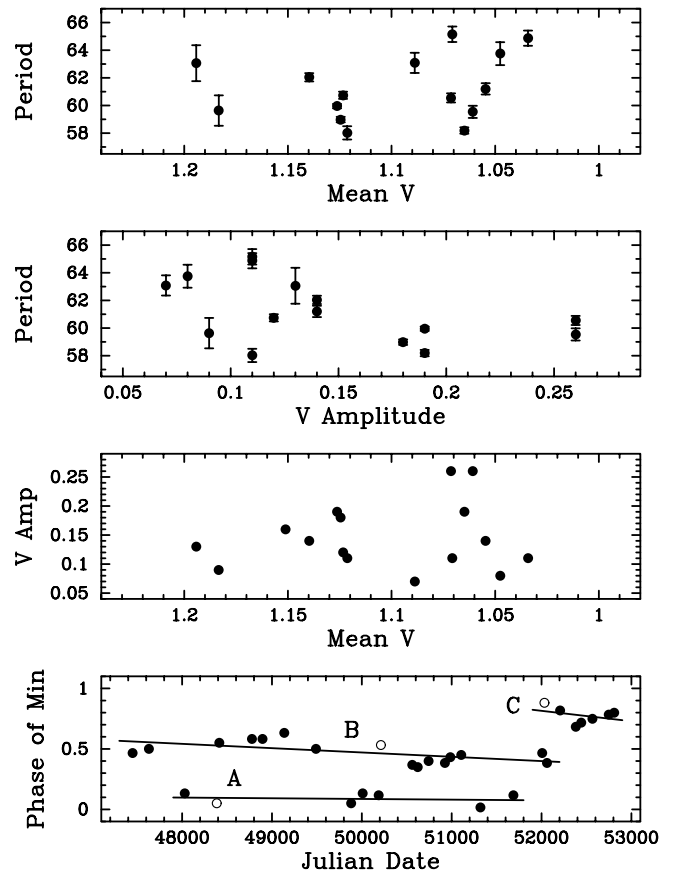 66
64
62
60
58
Period
1.2 1.15 1.1 1.05 1
Mean V
66
64
62
60
58
Period
0.05 0.1 0.15 0.2 0.25
V Amplitude
0.25
0.2
0.15
0.1
0.05
V Amp
1.2 1.15 1.1 1.05 1
Mean V
1
0.5
0
Phase of Min
A
B
C
48000 49000 50000 51000 52000 53000
Julian Date